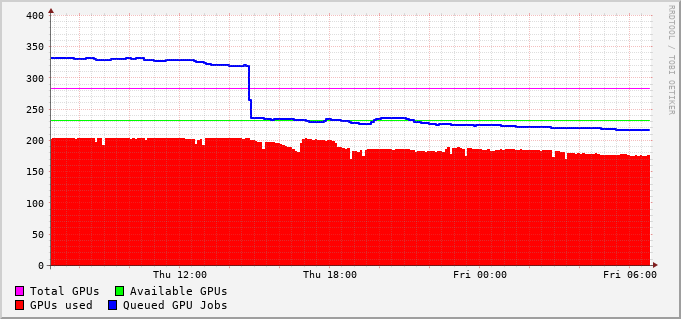 400
350
300
250
200
150
100
50
0
Thu 12:00 Thu 18:00 Fri 00:00 Fri 06:00
Total GPUs Available GPUs
GPUs used Queued GPU Jobs
RRDTOOL / TOBI OETIKER